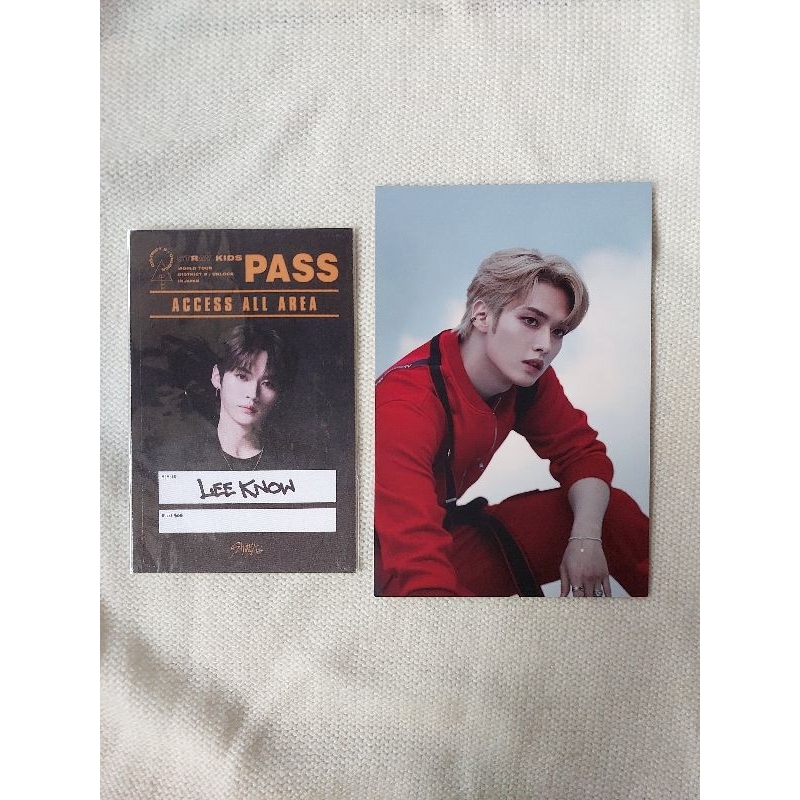 STRAY KIDS
WORLD TOUR
DISTRICT 9 : UNLOCK
IN JAPAN
PASS
ACCESS ALL AREA
LEE KNOW